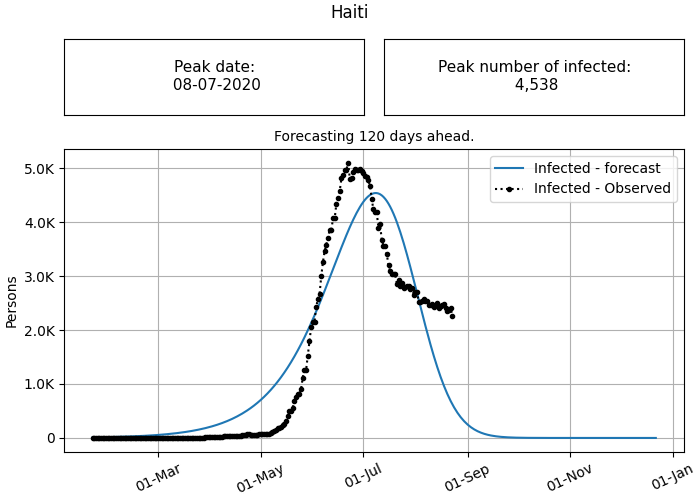 Haiti
Peak date:
08-07-2020
Peak number of infected:
4,538
Forecasting 120 days ahead.
Infected - forecast
Infected - Observed
Persons
5.0K
4.0K
3.0K
2.0K
1.0K
0
01-Mar
01-May
01-Jul
01-Sep
01-Nov
01-Jan